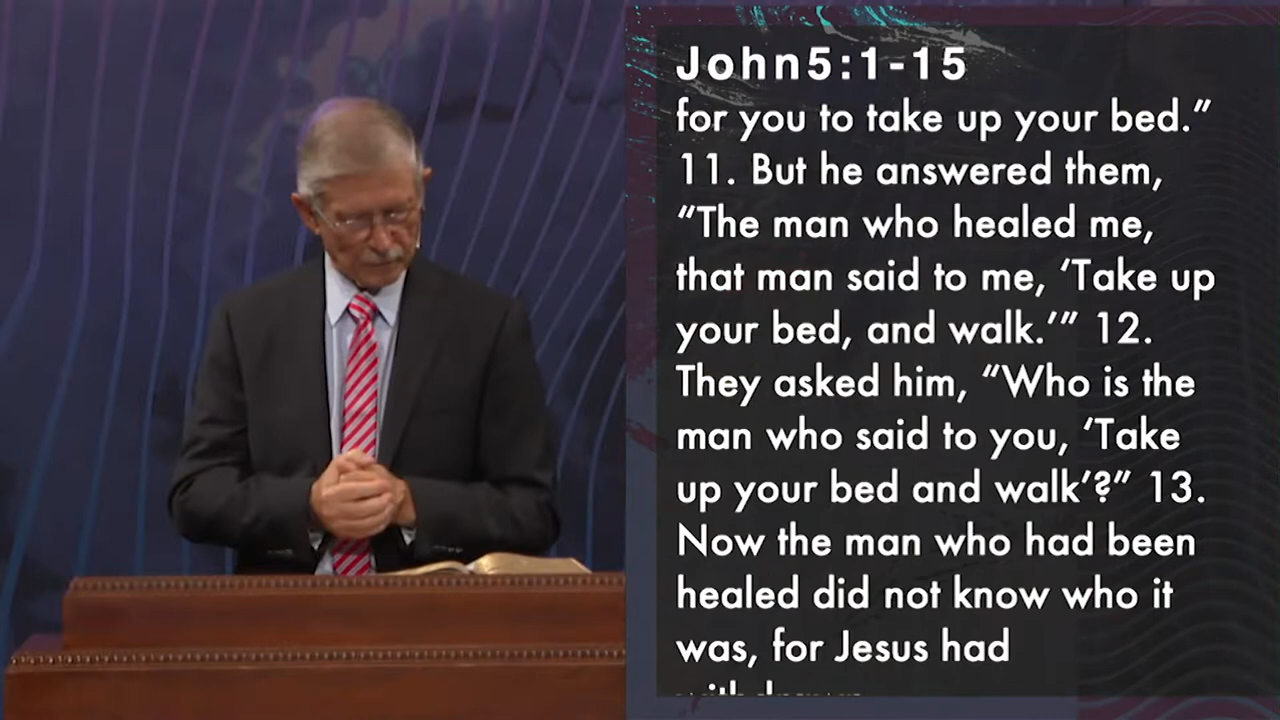 John5:1-15
for you to take up your bed.”
11. But he answered them,
“The man who healed me,
that man said to me, ‘Take up
your bed, and walk.’” 12.
They asked him, “Who is the
man who said to you, ‘Take
up your bed and walk’?” 13.
Now the man who had been
healed did not know who it
was, for Jesus had